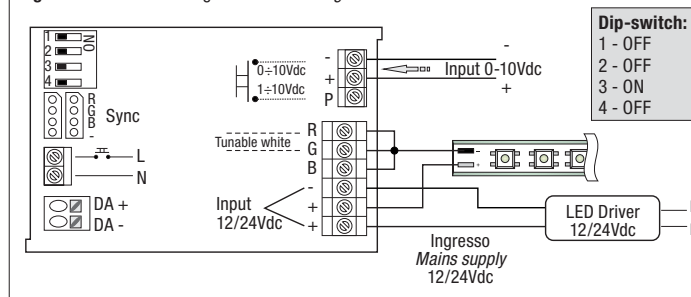 Dip-switch:
1 - OFF
2 - OFF
3 - ON
4 - OFF
1
2
3
4
ON
R
G
B
-
Sync
L
N
DA +
DA -
0÷10Vdc
1÷10Vdc
-
+
P
Input 0-10Vdc
-
+
Tunable white
R
G
B
-
+
+
Input
12/24Vdc
-
+
LED Driver
12/24Vdc
Ingresso
Mains supply
12/24Vdc